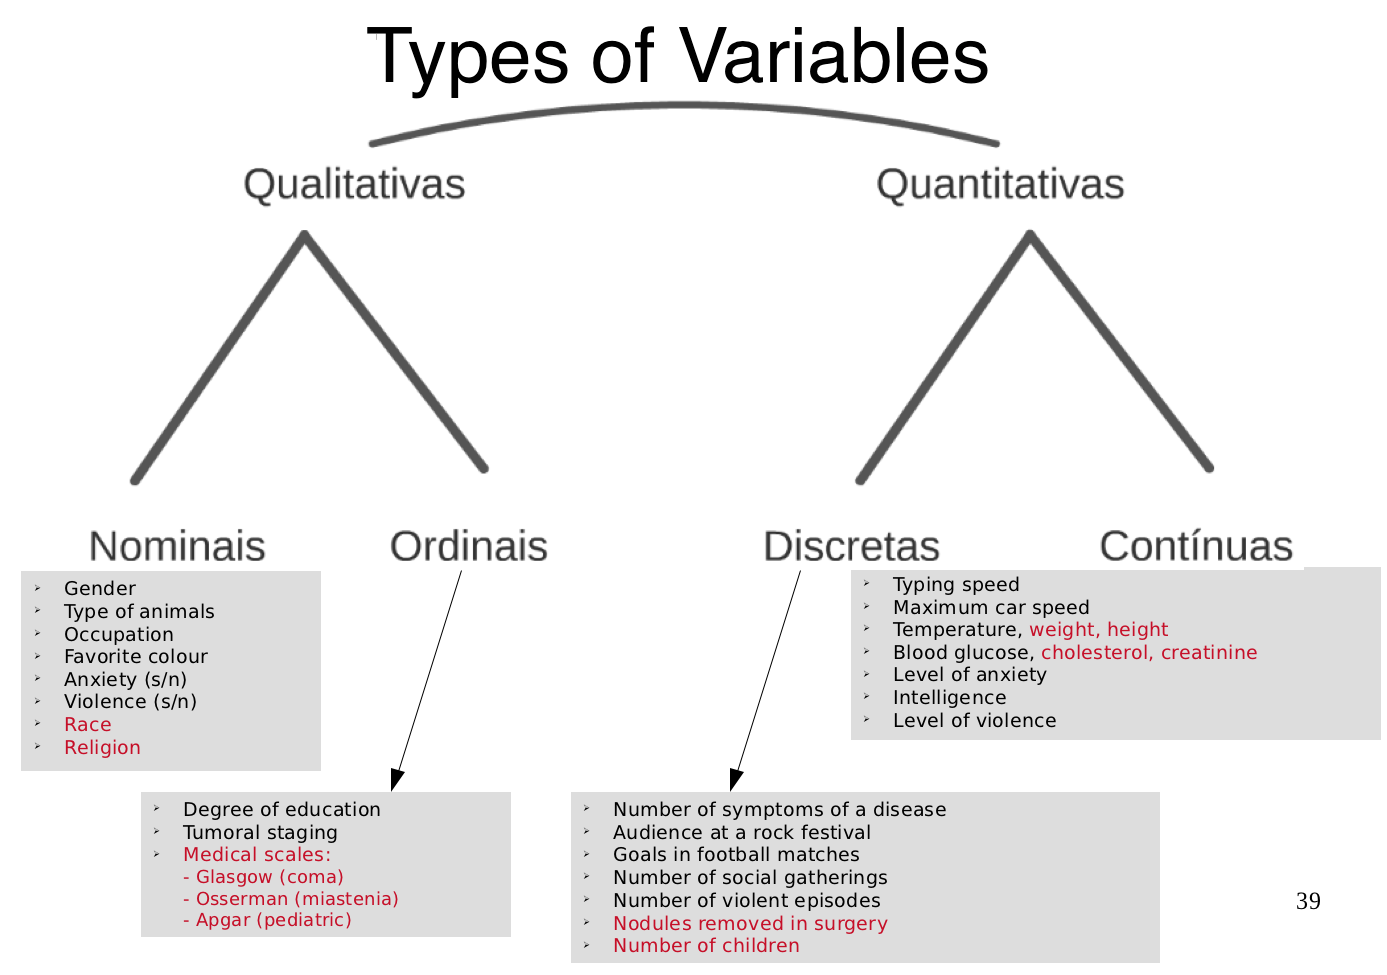 Types of Variables
Qualitativas
Quantitativas
Nominais
Ordinais
Discretas
Contínuas
Gender
Type of animals
Occupation
Favorite colour
Anxiety (s/n)
Violence (s/n)
Race
Religion
Degree of education
Tumoral staging
Medical scales:
- Glasgow (coma)
- Osserman (miastenia)
- Apgar (pediatric)
Number of symptoms of a disease
Audience at a rock festival
Goals in football matches
Number of social gatherings
Number of violent episodes
Nodules removed in surgery
Number of children
Typing speed
Maximum car speed
Temperature, weight, height
Blood glucose, cholesterol, creatinine
Level of anxiety
Intelligence
Level of violence
39